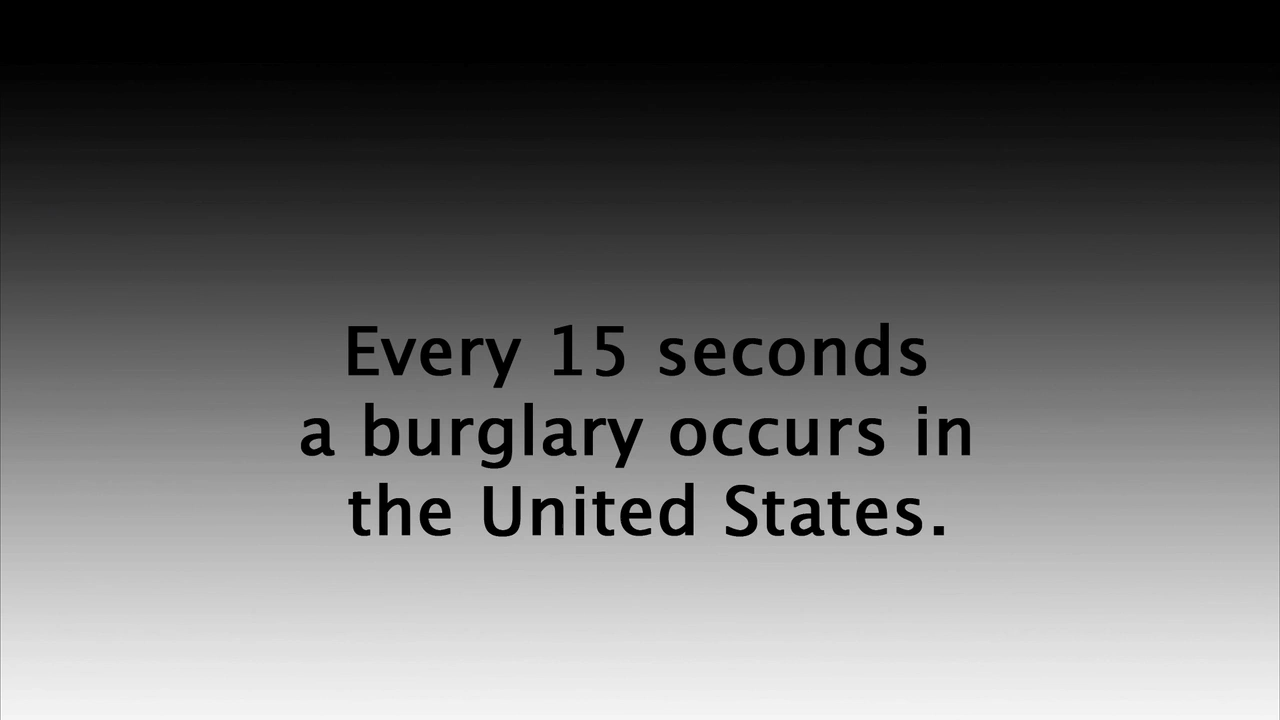 Every 15 seconds
a burglary occurs in
the United States.